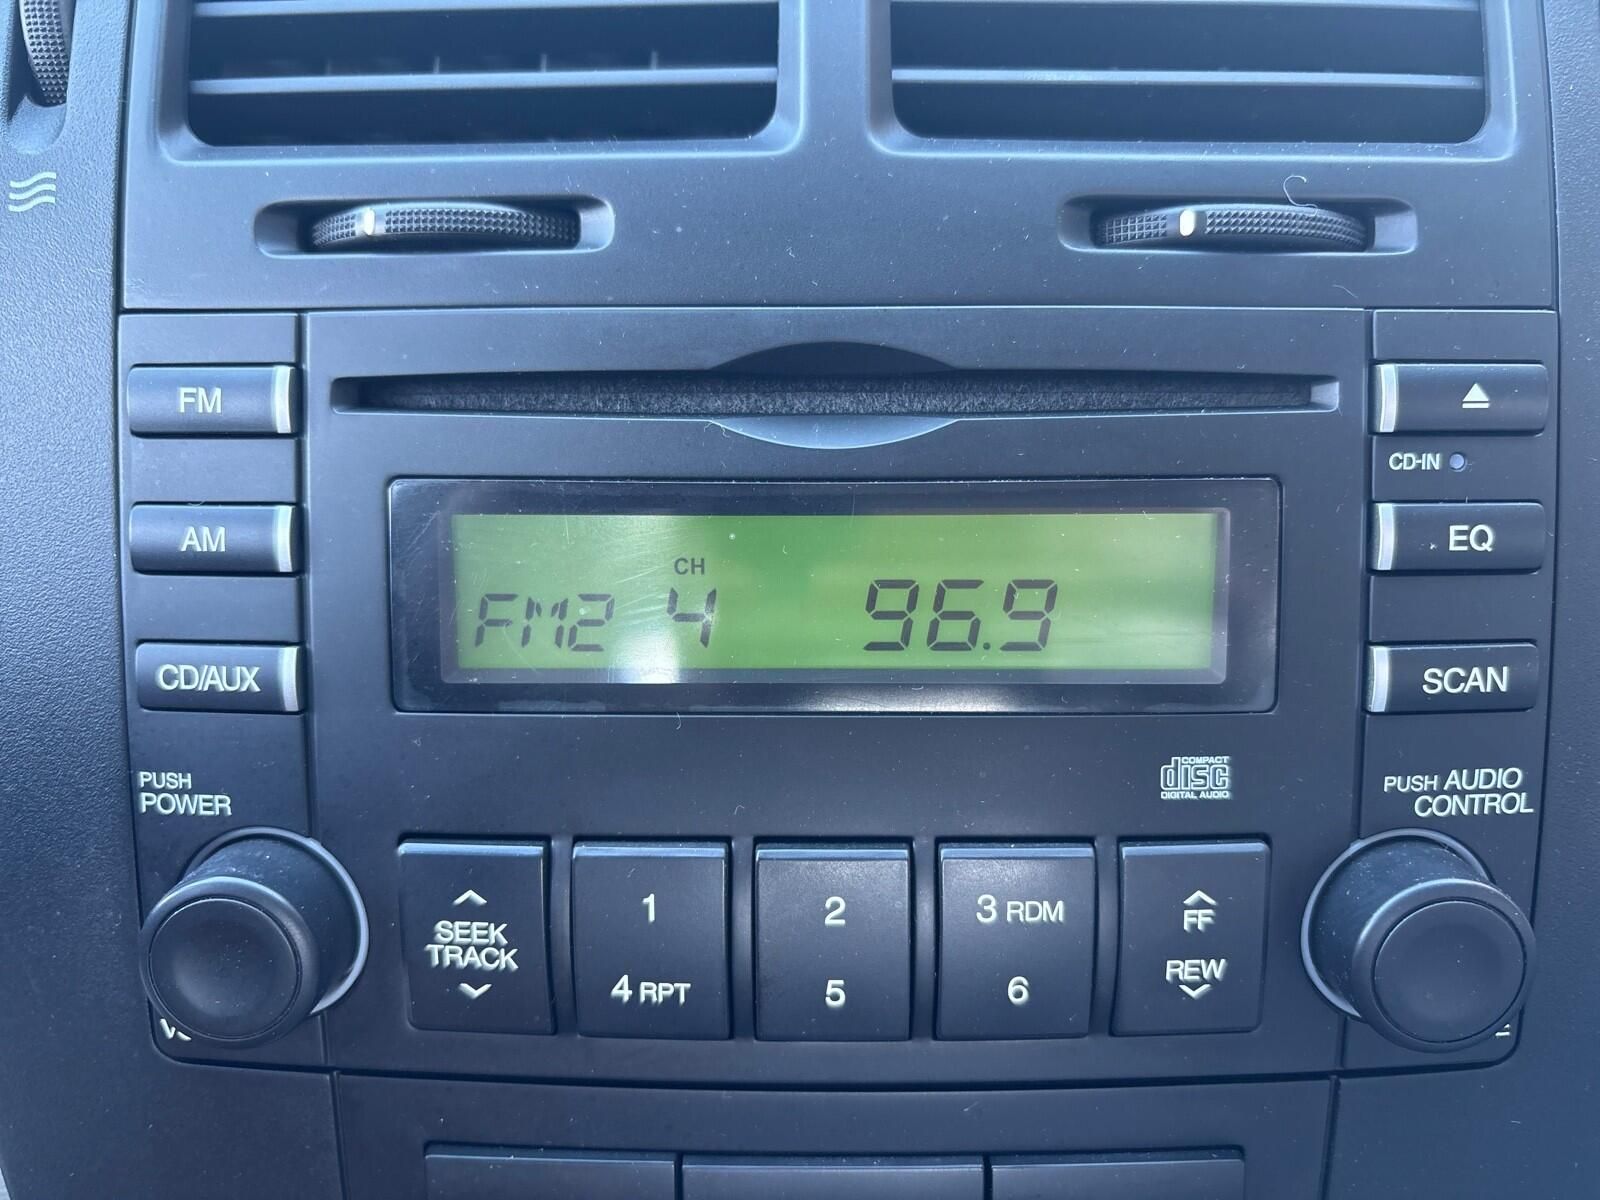 FM
AM
CD/AUX
PUSH
POWER
CH
FM2 4 96.9
CD-IN
EQ
SCAN
COMPACT
disc
DIGITAL AUDIO
PUSH AUDIO
CONTROL
SEEK
TRACK
1
4 RPT
2
5
3 RDM
6
FF
REW